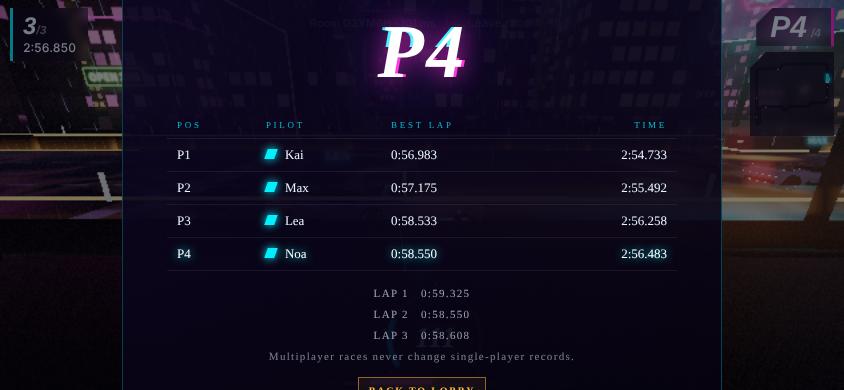 3/3
2:56.850
P4
P4/4
OPEN
POS PILOT BEST LAP TIME
P1 Kai 0:56.983 2:54.733
P2 Max 0:57.175 2:55.492
P3 Lea 0:58.533 2:56.258
P4 Noa 0:58.550 2:56.483
LAP 1 0:59.325
LAP 2 0:58.550
LAP 3 0:58.608
Multiplayer races never change single-player records.
BACK TO LOBBY